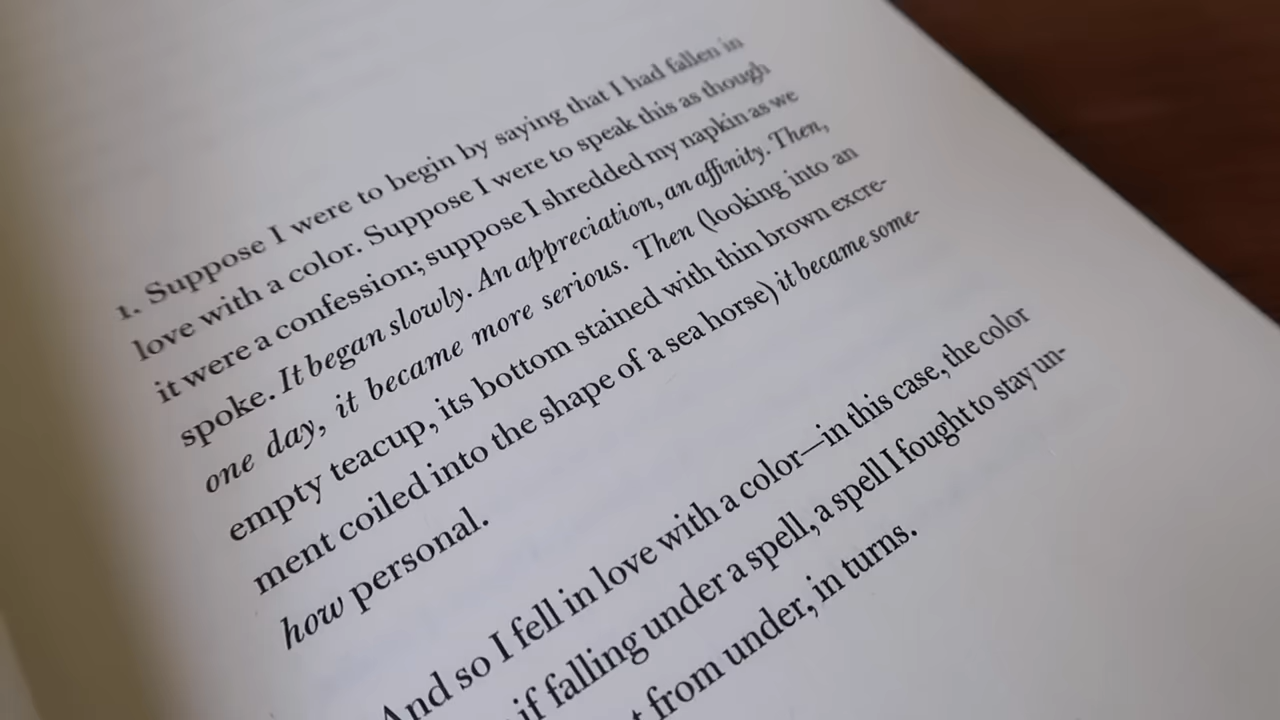 1. Suppose I were to begin by saying that I had fallen in
love with a color. Suppose I were to speak this as though
it were a confession; suppose I shredded my napkin as we
spoke. It began slowly. An appreciation, an affinity. Then,
one day, it became more serious. Then (looking into an
empty teacup, its bottom stained with thin brown excre-
ment coiled into the shape of a sea horse) it became some-
how personal.
And so I fell in love with a color—in this case, the color
if falling under a spell, a spell I fought to stay un-
from under, in turns.